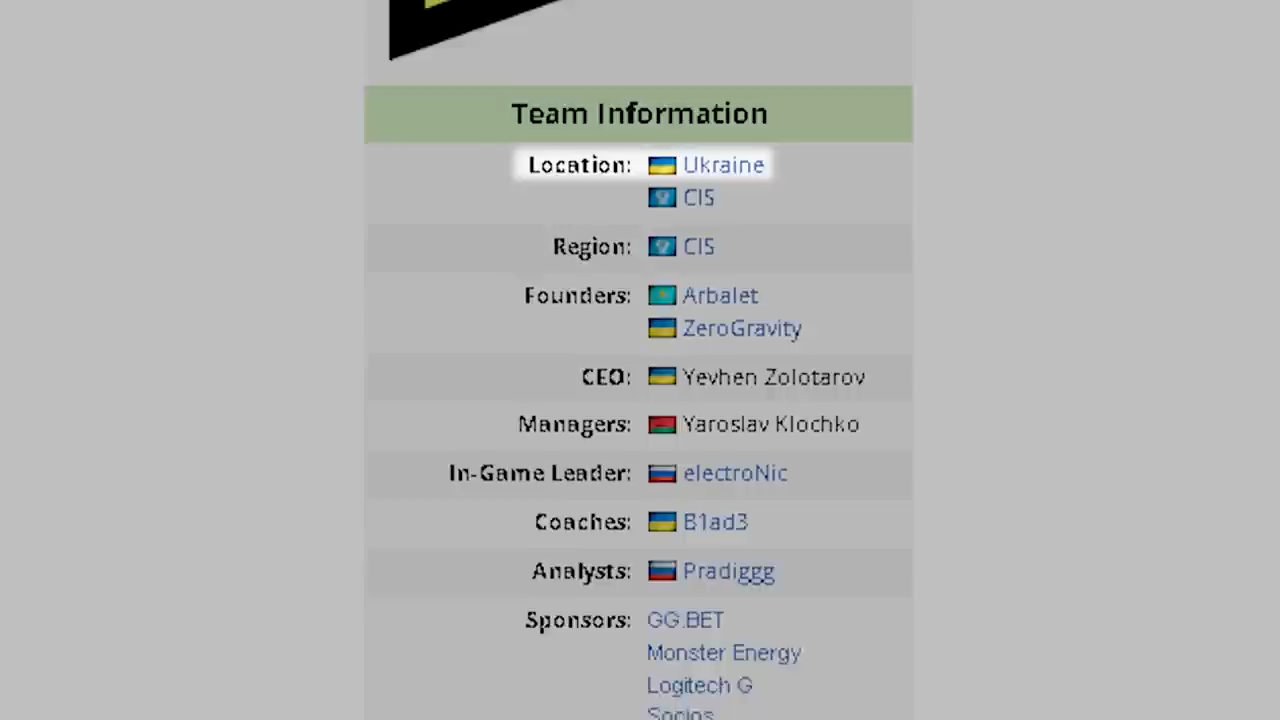 Team Information
Location: Ukraine
CIS
Region: CIS
Founders: Arbalet
ZeroGravity
CEO: Yevhen Zolotarov
Managers: Yaroslav Klochko
In-Game Leader: electroNic
Coaches: B1ad3
Analysts: Pradiggg
Sponsors: GG.BET
Monster Energy
Logitech G
Socios